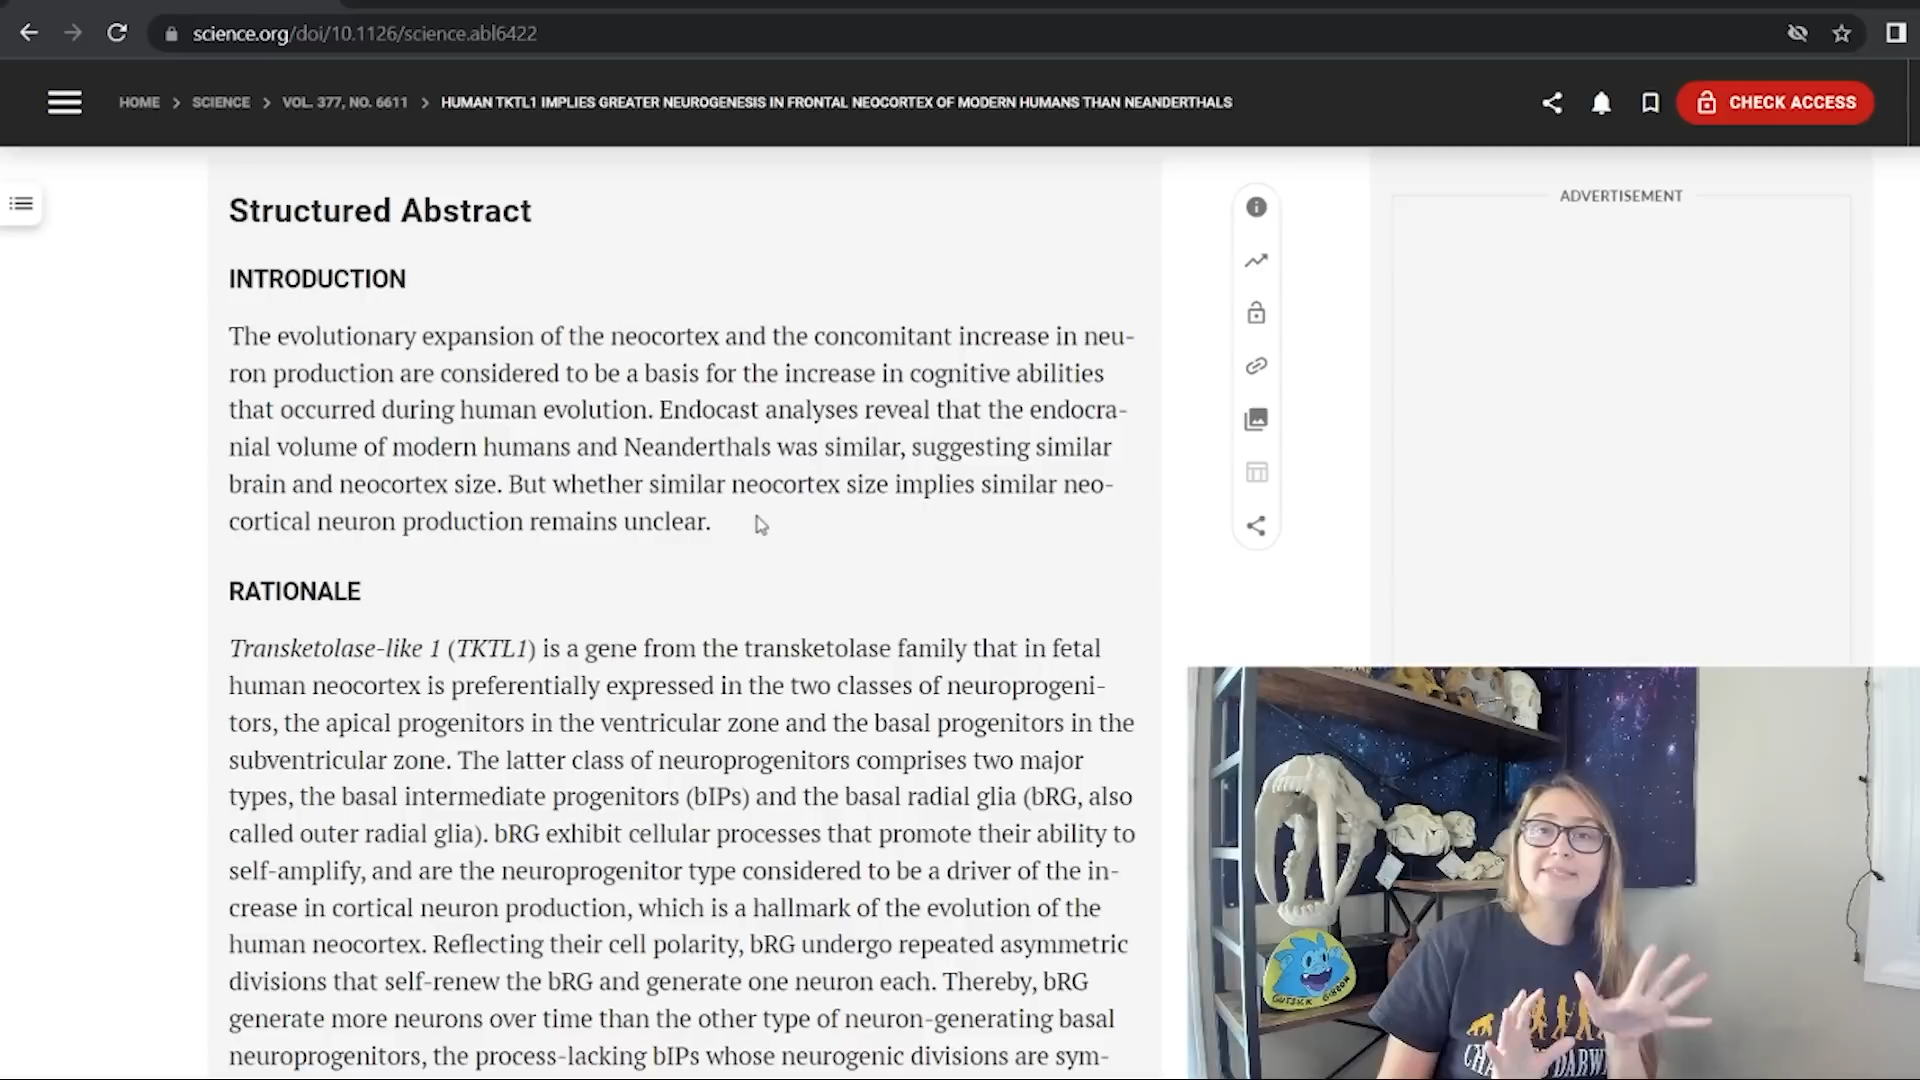 science.org/doi/10.1126/science.abl6422
HOME > SCIENCE > VOL. 377, NO. 6611 > HUMAN TKTL1 IMPLIES GREATER NEUROGENESIS IN FRONTAL NEOCORTEX OF MODERN HUMANS THAN NEANDERTHALS
CHECK ACCESS
Structured Abstract
ADVERTISEMENT
INTRODUCTION
The evolutionary expansion of the neocortex and the concomitant increase in neu-
ron production are considered to be a basis for the increase in cognitive abilities
that occurred during human evolution. Endocast analyses reveal that the endocra-
nial volume of modern humans and Neanderthals was similar, suggesting similar
brain and neocortex size. But whether similar neocortex size implies similar neo-
cortical neuron production remains unclear.
RATIONALE
Transketolase-like 1 (TKTL1) is a gene from the transketolase family that in fetal
human neocortex is preferentially expressed in the two classes of neuroprogeni-
tors, the apical progenitors in the ventricular zone and the basal progenitors in the
subventricular zone. The latter class of neuroprogenitors comprises two major
types, the basal intermediate progenitors (bIPs) and the basal radial glia (bRG, also
called outer radial glia). bRG exhibit cellular processes that promote their ability to
self-amplify, and are the neuroprogenitor type considered to be a driver of the in-
crease in cortical neuron production, which is a hallmark of the evolution of the
human neocortex. Reflecting their cell polarity, bRG undergo repeated asymmetric
divisions that self-renew the bRG and generate one neuron each. Thereby, bRG
generate more neurons over time than the other type of neuron-generating basal
neuroprogenitors, the process-lacking bIPs whose neurogenic divisions are sym-
GUTSICK GIBBON